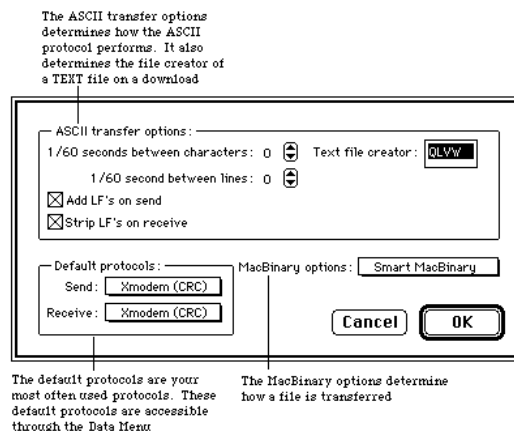 The ASCII transfer options
determines how the ASCII
protocol performs. It also
determines the file creator of
a TEXT file on a download
ASCII transfer options:
1/60 seconds between characters: 0
Text file creator: QLVW
1/60 second between lines: 0
Add LF's on send
Strip LF's on receive
Default protocols:
Send: Xmodem (CRC)
Receive: Xmodem (CRC)
MacBinary options: Smart MacBinary
Cancel
OK
The default protocols are your
most often used protocols. These
default protocols are accessible
through the Data Menu
The MacBinary options determine
how a file is transferred